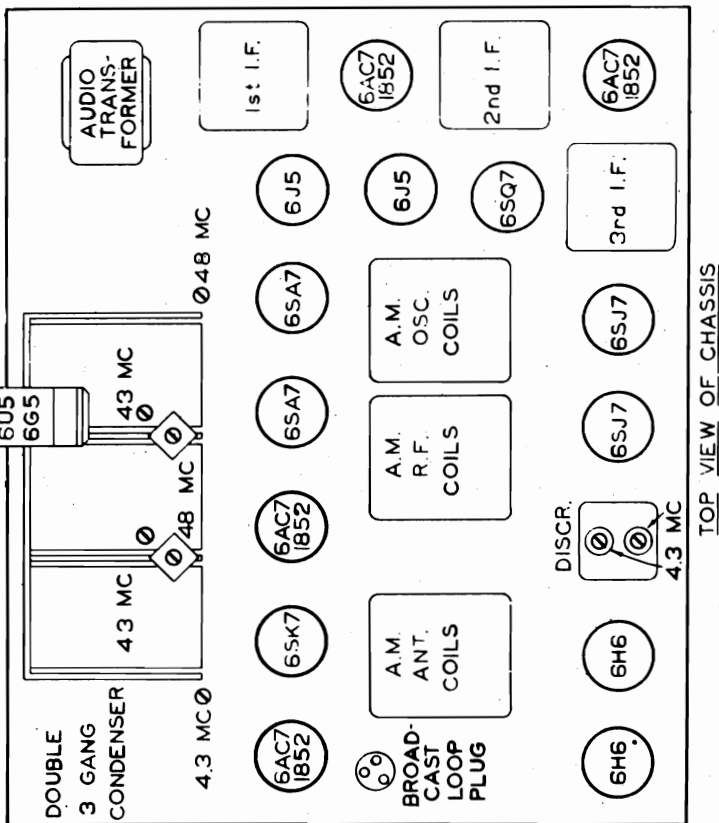 6U5
6G5
AUDIO
TRANS-
FORMER
1st I.F.
6AC7
1852
2nd I.F.
6AC7
1852
6J5
6J5
6SQ7
3rd I.F.
48 MC
43 MC
48 MC
43 MC
4.3 MC
DOUBLE
3 GANG
CONDENSER
6SA7
6SA7
6AC7
1852
6SK7
6AC7
1852
A.M.
OSC.
COILS
A.M.
R.F.
COILS
A.M.
ANT.
COILS
BROAD-
CAST
LOOP
PLUG
6SJ7
6SJ7
DISCR.
4.3 MC
6H6
6H6
TOP VIEW OF CHASSIS